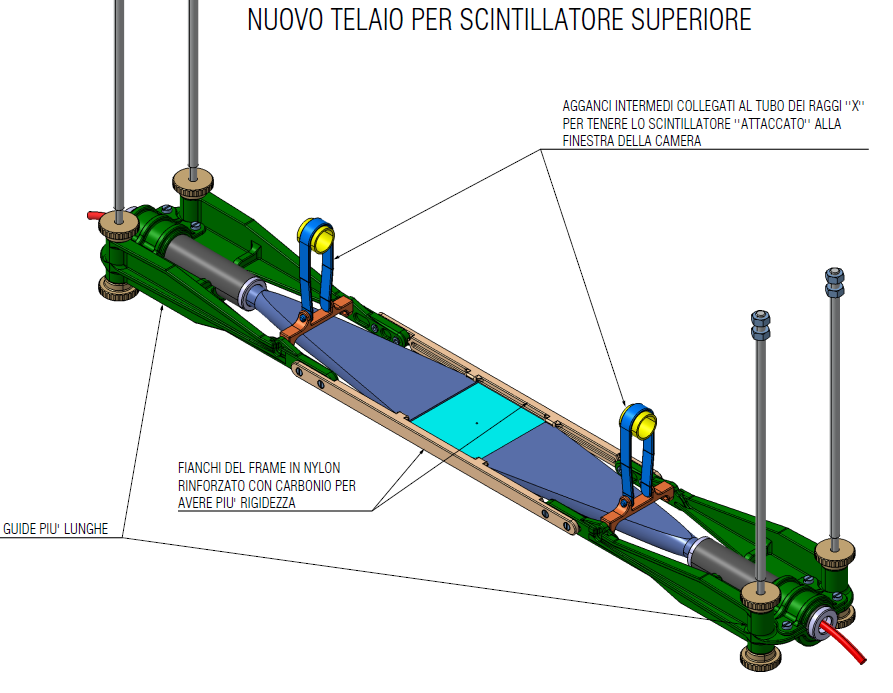 NUOVO TELAIO PER SCINTILLATORE SUPERIORE
AGGANCI INTERMEDI COLLEGATI AL TUBO DEI RAGGI "X"
PER TENERE LO SCINTILLATORE "ATTACCATO" ALLA
FINESTRA DELLA CAMERA
FIANCHI DEL FRAME IN NYLON
RINFORZATO CON CARBONIO PER
AVERE PIU' RIGIDEZZA
GUIDE PIU' LUNGHE